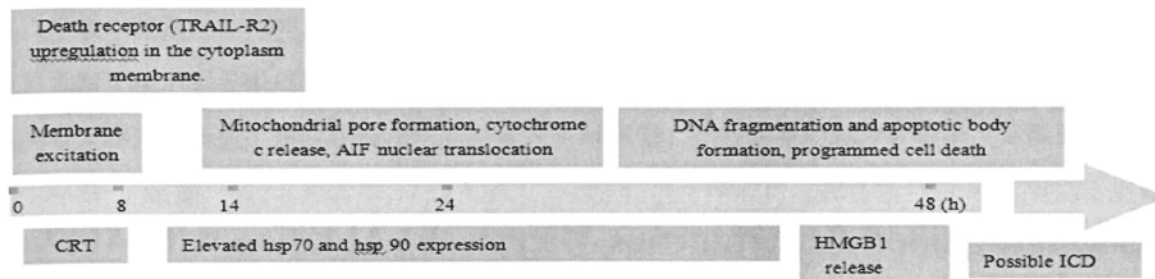 Death receptor (TRAIL-R2)
upregulation in the cytoplasm
membrane.
Membrane
excitation
Mitochondrial pore formation, cytochrome
c release, AIF nuclear translocation
DNA fragmentation and apoptotic body
formation, programmed cell death
0 8 14 24 48 (h)
CRT
Elevated hsp70 and hsp 90 expression
HMGB1
release
Possible ICD